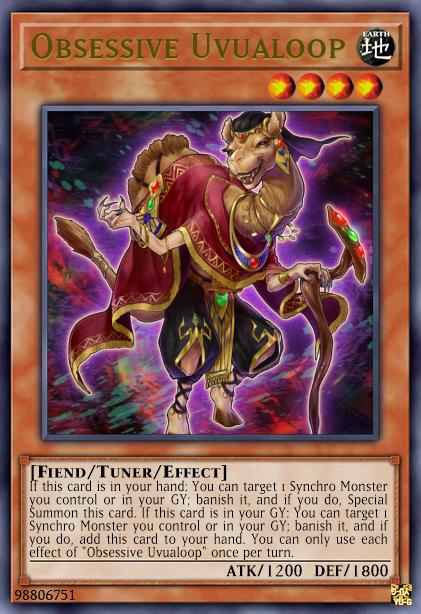 OBSESSIVE UVUALOOP
EARTH
地
[FIEND/TUNER/EFFECT]
If this card is in your hand: You can target 1 Synchro Monster
you control or in your GY; banish it, and if you do, Special
Summon this card. If this card is in your GY: You can target 1
Synchro Monster you control or in your GY; banish it, and if
you do, add this card to your hand. You can only use each
effect of "Obsessive Uvualoop" once per turn.
ATK/1200 DEF/1800
98806751